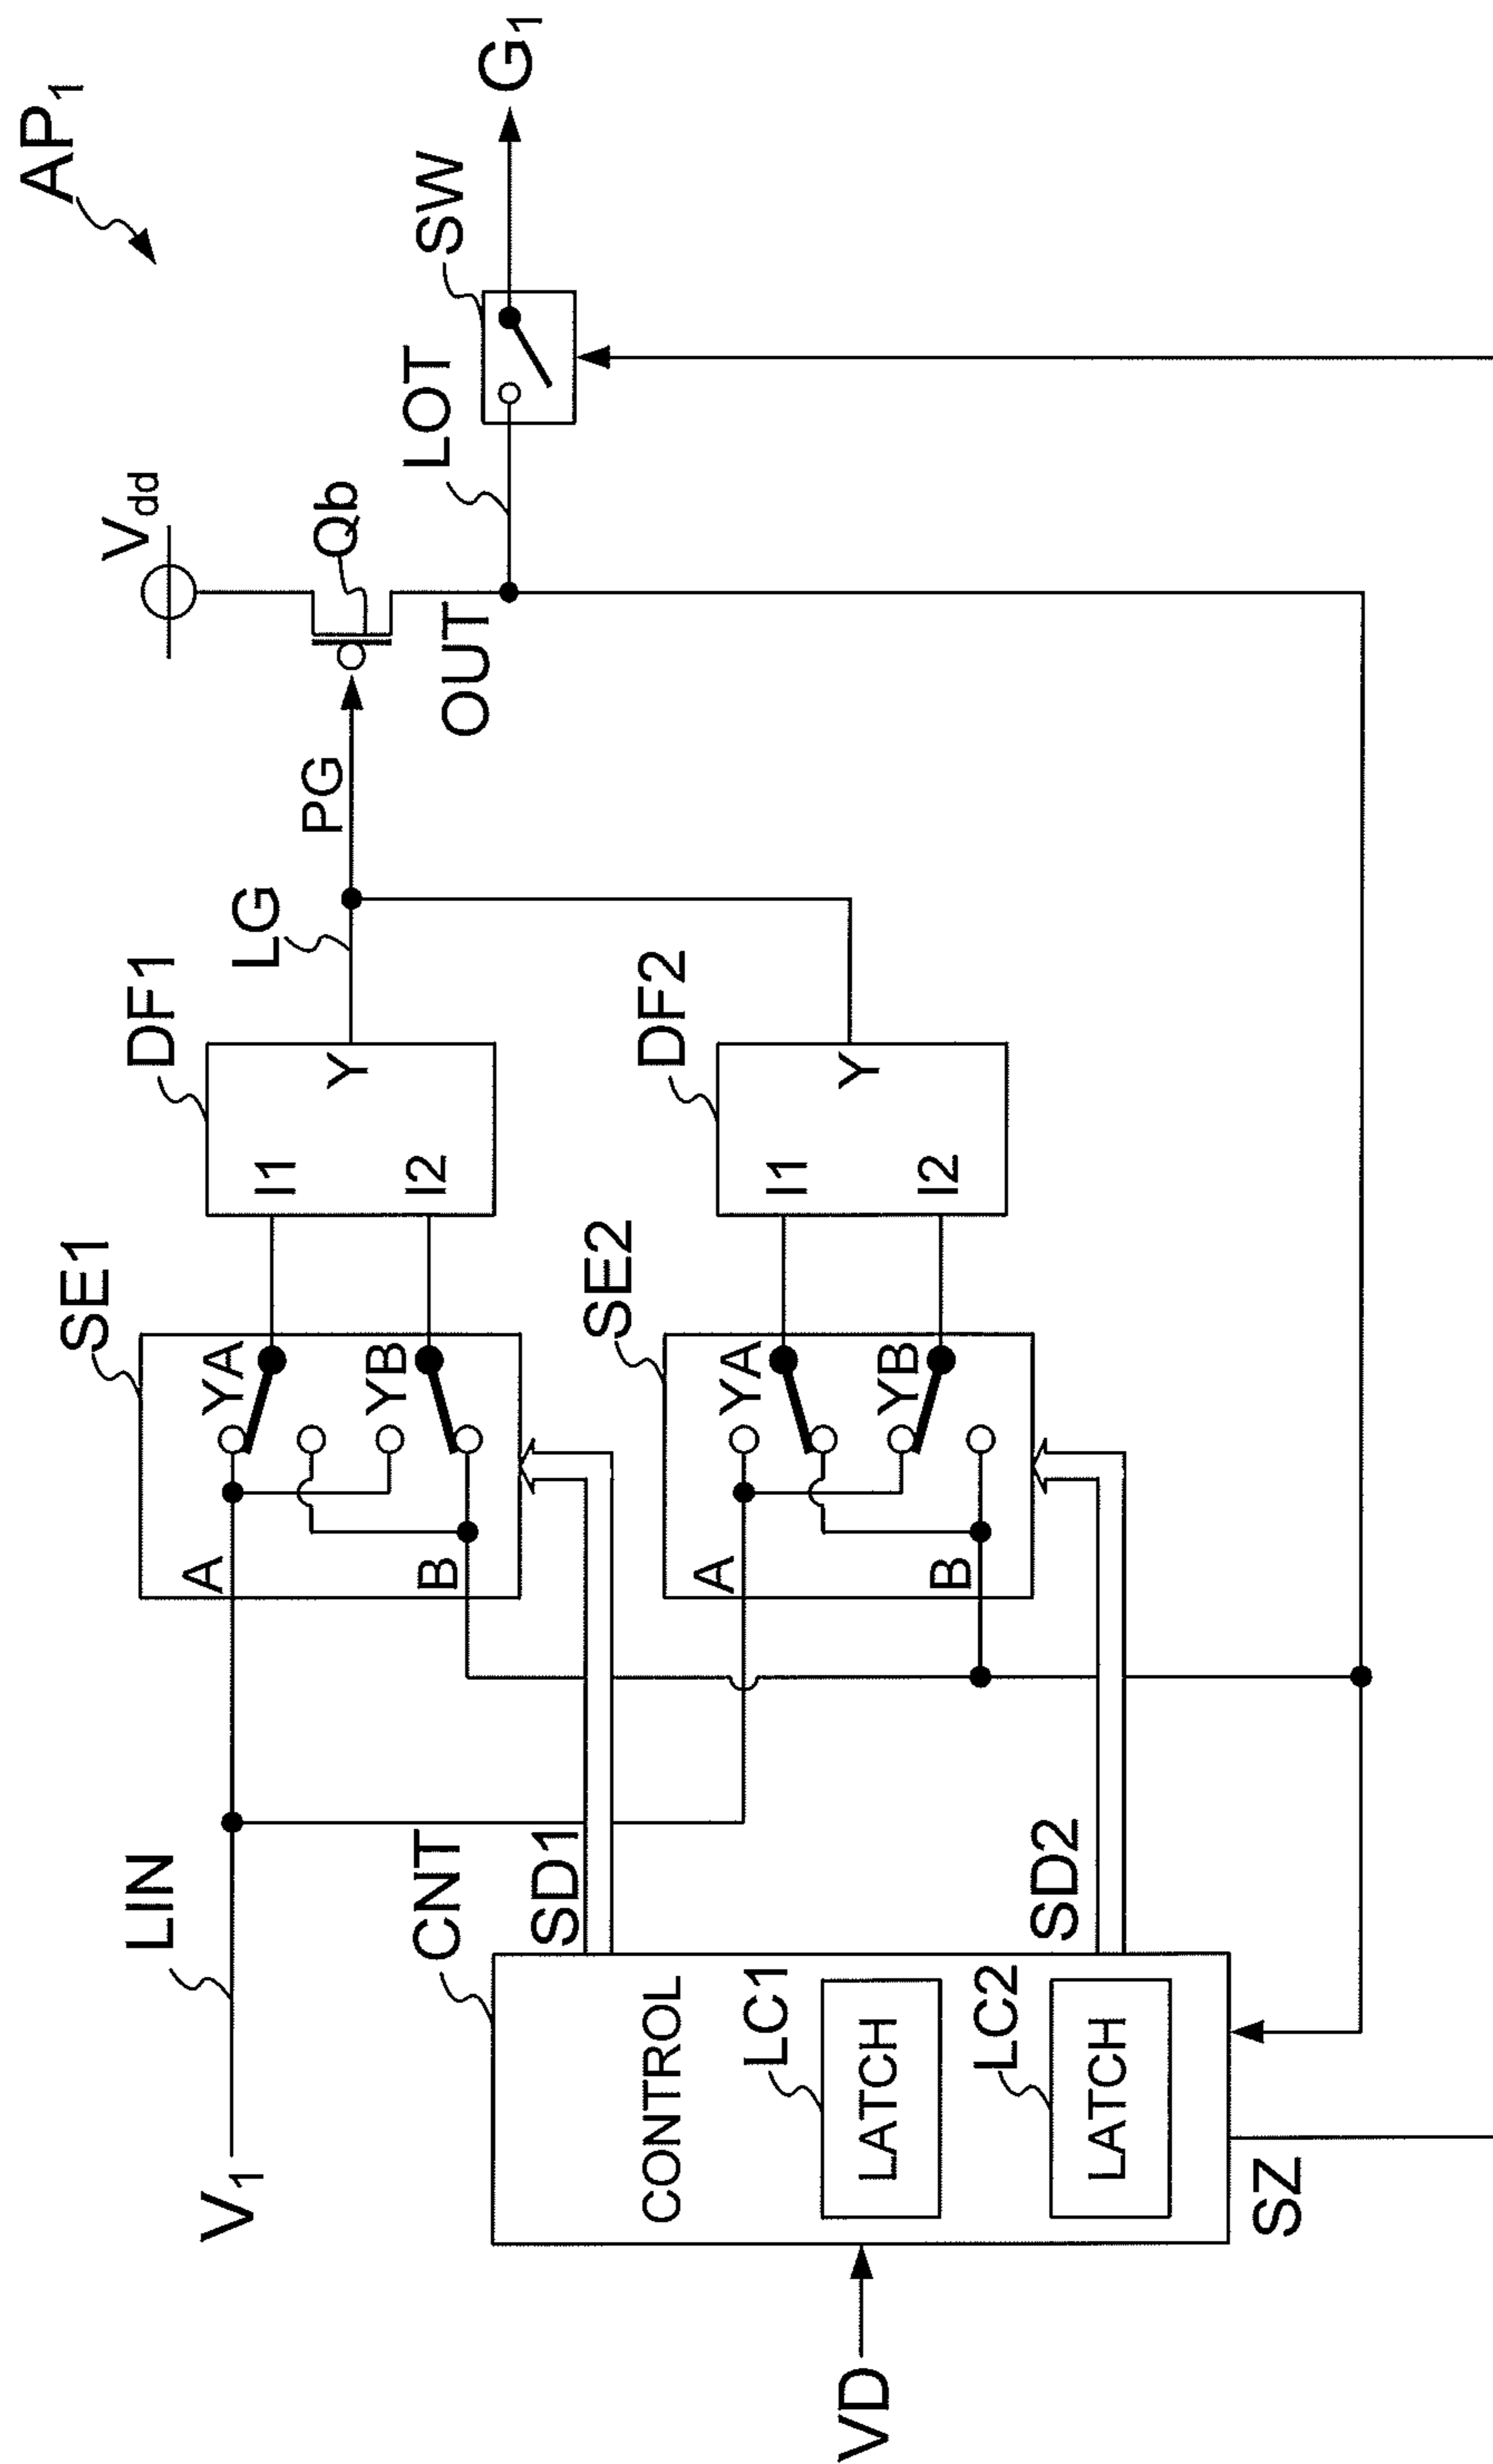 AP1
V1
LIN
SE1
A
YA
B
YB
DF1
I1
I2
Y
LG
PG
Vdd
Qb
OUT
LOT
SW
G1
CNT
SD1
SE2
A
YA
B
YB
DF2
I1
I2
Y
VD
CONTROL
LC1
LATCH
LC2
LATCH
SD2
SZ